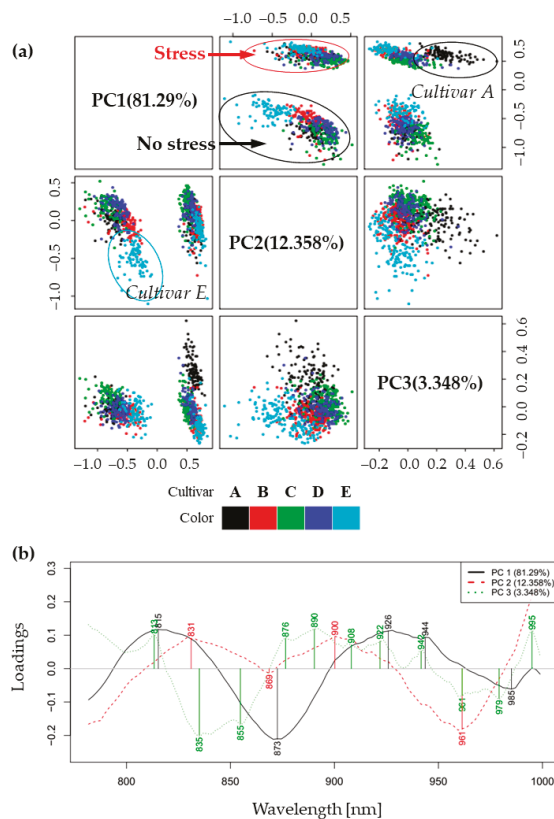 (a)
−1.0 0.0 0.5
Stress
PC1(81.29%)
No stress
Cultivar A
0.5
0.0
−1.0
0.5
0.0
−0.5
−1.0
Cultivar E
PC2(12.358%)
PC3(3.348%)
0.6
0.4
0.2
0.0
−0.2
−1.0 −0.5 0.0 0.5
−0.2 0.0 0.2 0.4 0.6
Cultivar A B C D E
Color
(b)
0.3
0.2
0.1
0.0
−0.1
−0.2
Loadings
PC 1 (81.29%)
PC 2 (12.358%)
PC 3 (3.348%)
813
815
831
876
890
900
908
922
926
940
944
995
835
855
869
873
961
961
979
985
800 850 900 950 1000
Wavelength [nm]